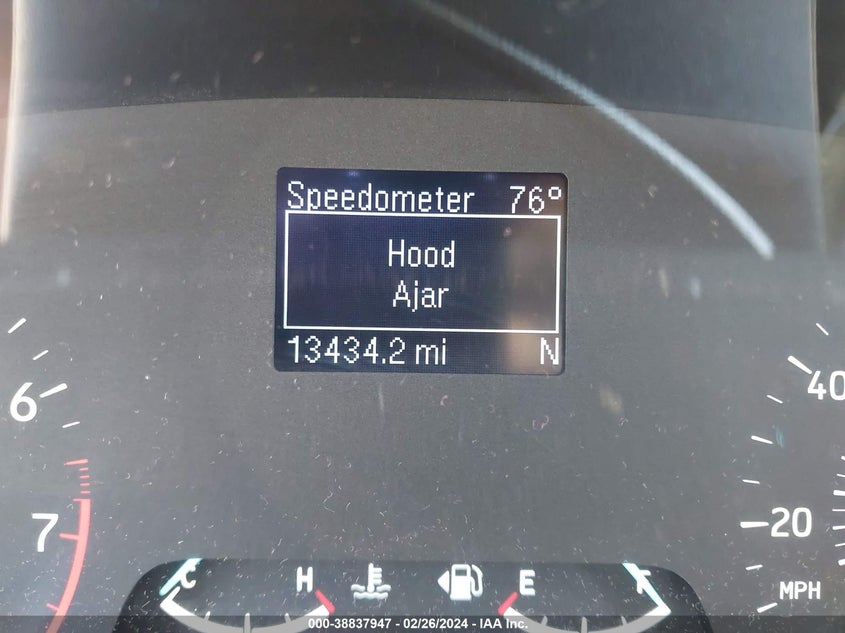 Speedometer 76°
Hood
Ajar
13434.2 mi N
6
40
7
20
C H E F
MPH
000-38837947 - 02/26/2024 - IAA Inc.